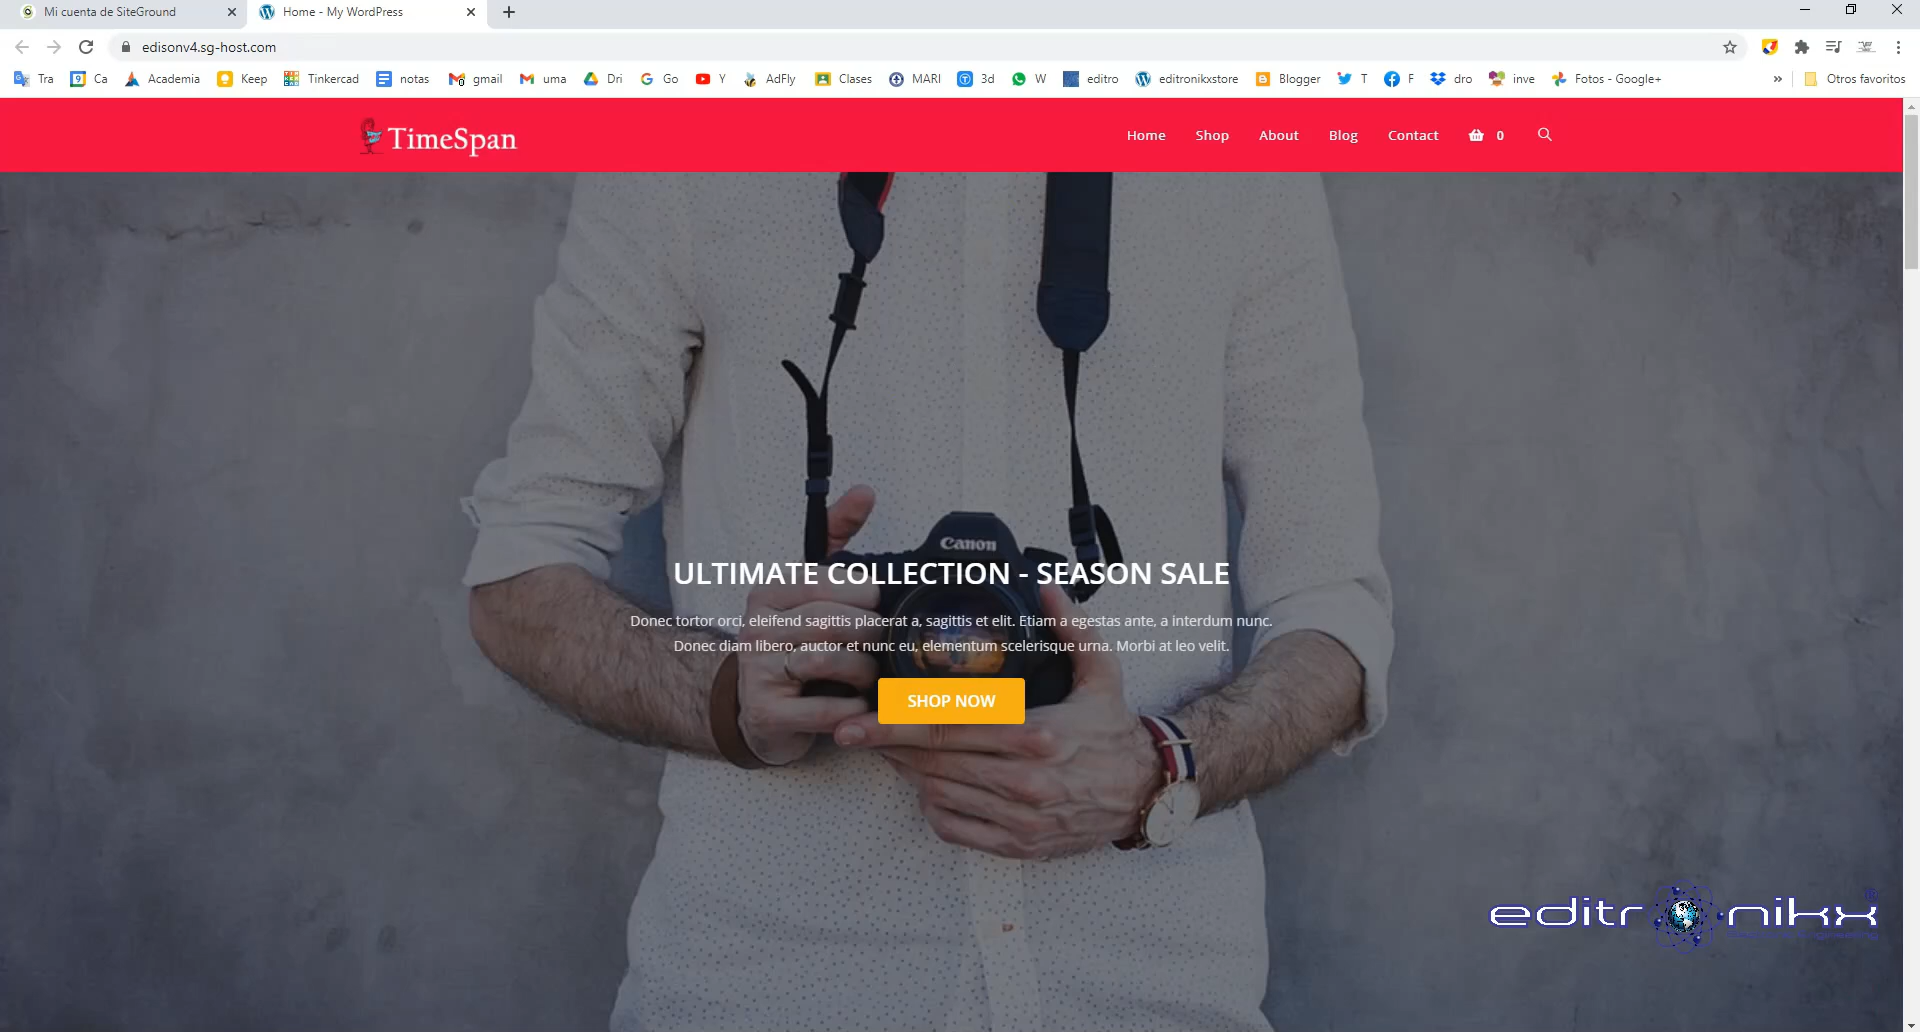 Mi cuenta de SiteGround
Home - My WordPress
edisonv4.sg-host.com
Tra
Ca
Academia
Keep
Tinkercad
notas
gmail
uma
Dri
Go
Y
AdFly
Clases
MARI
3d
W
editro
editronikxstore
Blogger
T
F
dro
inve
Fotos - Google+
»
Otros favoritos
TimeSpan
Home
Shop
About
Blog
Contact
0
Canon
ULTIMATE COLLECTION - SEASON SALE
Donec tortor orci, eleifend sagittis placerat a, sagittis et elit. Etiam a egestas ante, a interdum nunc.
Donec diam libero, auctor et nunc eu, elementum scelerisque urna. Morbi at leo velit.
SHOP NOW
editronikx®